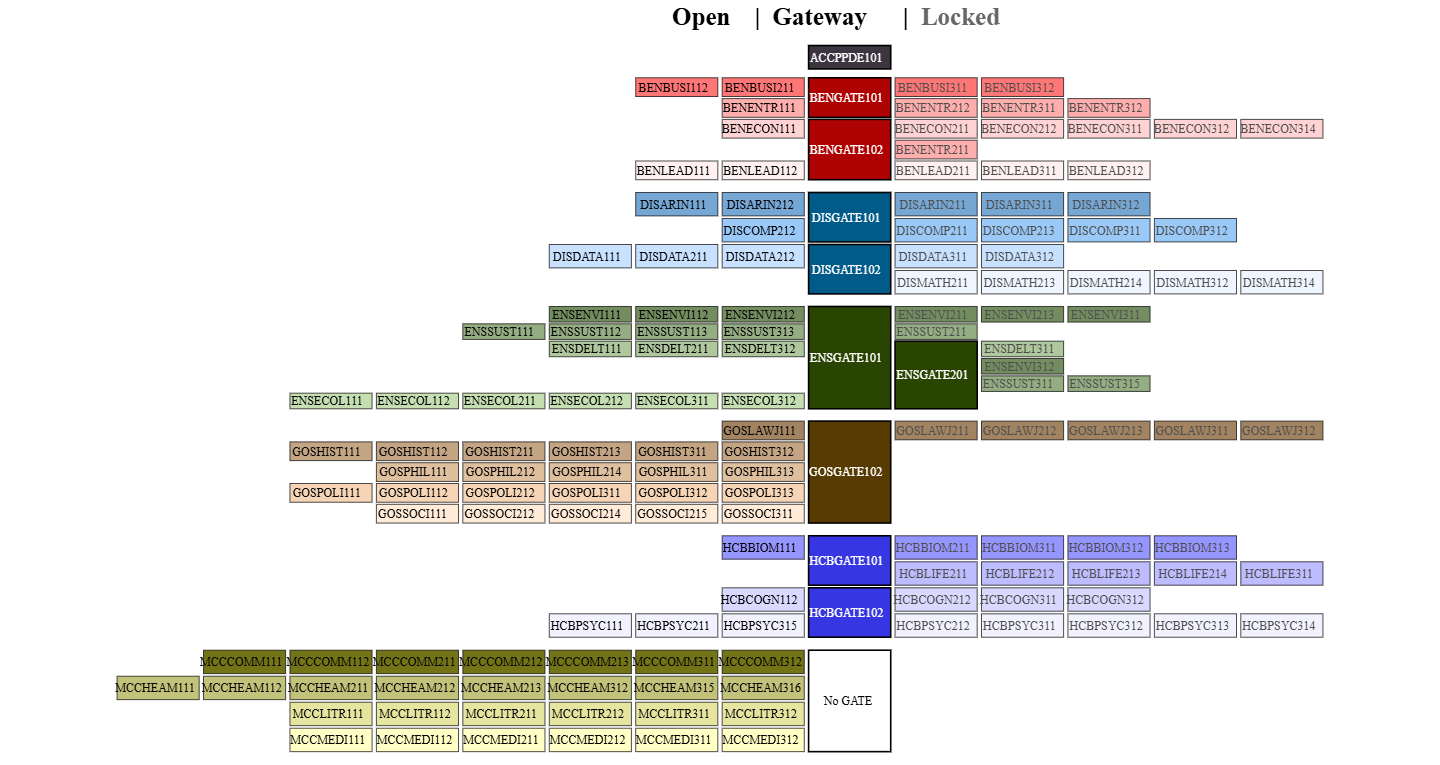 Open | Gateway | Locked
ACCPPDE101
BENBUSI112 BENBUSI211 BENGATE101 BENBUSI311 BENBUSI312
BENENTR111 BENENTR212 BENENTR311 BENENTR312
BENECON111 BENGATE102 BENECON211 BENECON212 BENECON311 BENECON312 BENECON314
BENENTR211
BENLEAD111 BENLEAD112 BENLEAD211 BENLEAD311 BENLEAD312
DISARIN111 DISARIN212 DISGATE101 DISARIN211 DISARIN311 DISARIN312
DISCOMP212 DISCOMP211 DISCOMP213 DISCOMP311 DISCOMP312
DISDATA111 DISDATA211 DISDATA212 DISGATE102 DISDATA311 DISDATA312
DISMATH211 DISMATH213 DISMATH214 DISMATH312 DISMATH314
ENSENVI111 ENSENVI112 ENSENVI212 ENSGATE101 ENSENVI211 ENSENVI213 ENSENVI311
ENSSUST111 ENSSUST112 ENSSUST113 ENSSUST313 ENSSUST211
ENSDELT111 ENSDELT211 ENSDELT312 ENSGATE201 ENSDELT311
ENSENVI312
ENSSUST311 ENSSUST315
ENSECOL111 ENSECOL112 ENSECOL211 ENSECOL212 ENSECOL311 ENSECOL312
GOSLAWJ111 GOSGATE102 GOSLAWJ211 GOSLAWJ212 GOSLAWJ213 GOSLAWJ311 GOSLAWJ312
GOSHIST111 GOSHIST112 GOSHIST211 GOSHIST213 GOSHIST311 GOSHIST312
GOSPHIL111 GOSPHIL212 GOSPHIL214 GOSPHIL311 GOSPHIL313
GOSPOLI111 GOSPOLI112 GOSPOLI212 GOSPOLI311 GOSPOLI312 GOSPOLI313
GOSSOCI111 GOSSOCI212 GOSSOCI214 GOSSOCI215 GOSSOCI311
HCBBIOM111 HCBGATE101 HCBBIOM211 HCBBIOM311 HCBBIOM312 HCBBIOM313
HCBLIFE211 HCBLIFE212 HCBLIFE213 HCBLIFE214 HCBLIFE311
HCBCOGN112 HCBGATE102 HCBCOGN212 HCBCOGN311 HCBCOGN312
HCBPSYC111 HCBPSYC211 HCBPSYC315 HCBPSYC212 HCBPSYC311 HCBPSYC312 HCBPSYC313 HCBPSYC314
MCCCOMM111 MCCCOMM112 MCCCOMM211 MCCCOMM212 MCCCOMM213 MCCCOMM311 MCCCOMM312
MCCHEAM111 MCCHEAM112 MCCHEAM211 MCCHEAM212 MCCHEAM213 MCCHEAM312 MCCHEAM315 MCCHEAM316
No GATE
MCCLITR111 MCCLITR112 MCCLITR211 MCCLITR212 MCCLITR311 MCCLITR312
MCCMEDI111 MCCMEDI112 MCCMEDI211 MCCMEDI212 MCCMEDI311 MCCMEDI312